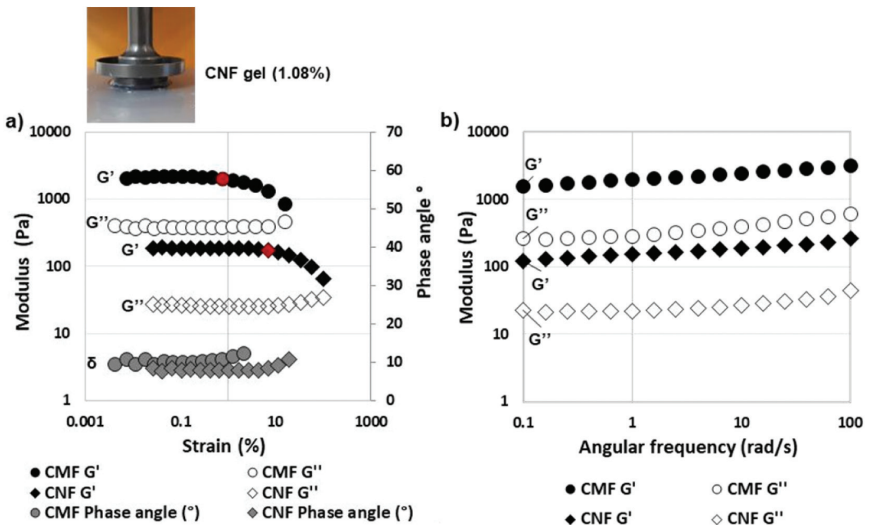 CNF gel (1.08%)
a)
10000
1000
100
10
1
Modulus (Pa)
G’
G’’
G’
G’’
δ
70
60
50
40
30
20
10
0
Phase angle °
0.001
0.1
10
1000
Strain (%)
CMF G'
CMF G''
CNF G'
CNF G''
CMF Phase angle (°)
CNF Phase angle (°)
b)
10000
1000
100
10
1
Modulus (Pa)
G’
G’’
G’
G’’
0.1
1
10
100
Angular frequency (rad/s)
CMF G'
CMF G''
CNF G'
CNF G''